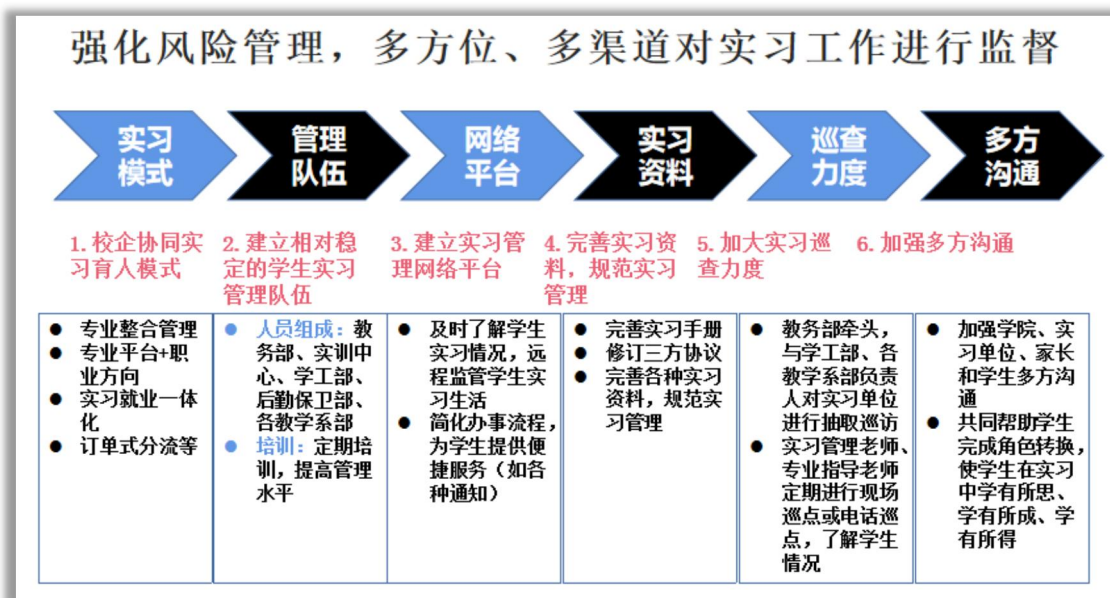 强化风险管理，多方位、多渠道对实习工作进行监督
实习
模式
管理
队伍
网络
平台
实习
资料
巡查
力度
多方
沟通
1. 校企协同实
习育人模式
2. 建立相对稳
定的学生实习
管理队伍
3. 建立实习管
理网络平台
4. 完善实习资
料，规范实习
管理
5. 加大实习巡
查力度
6. 加强多方沟通
● 专业整合管理
● 专业平台+职
业方向
● 实习就业一体
化
● 订单式分流等
● 人员组成：教
务部、实训中
心、学工部、
后勤保卫部、
各教学系部
● 培训：定期培
训，提高管理
水平
● 及时了解学生
实习情况，远
程监管学生实
习生活
● 简化办事流程，
为学生提供便
捷服务（如各
种通知）
● 完善实习手册
● 修订三方协议
● 完善各种实习
资料，规范实
习管理
● 教务部牵头，
与学工部、各
教学系部负责
人对实习单位
进行抽取巡访
● 实习管理老师、
专业指导老师
定期进行现场
巡点或电话巡
点，了解学生
情况
● 加强学院、实
习单位、家长
和学生多方沟
通
● 共同帮助学生
完成角色转换，
使学生在实习
中学有所思、
学有所成、学
有所得